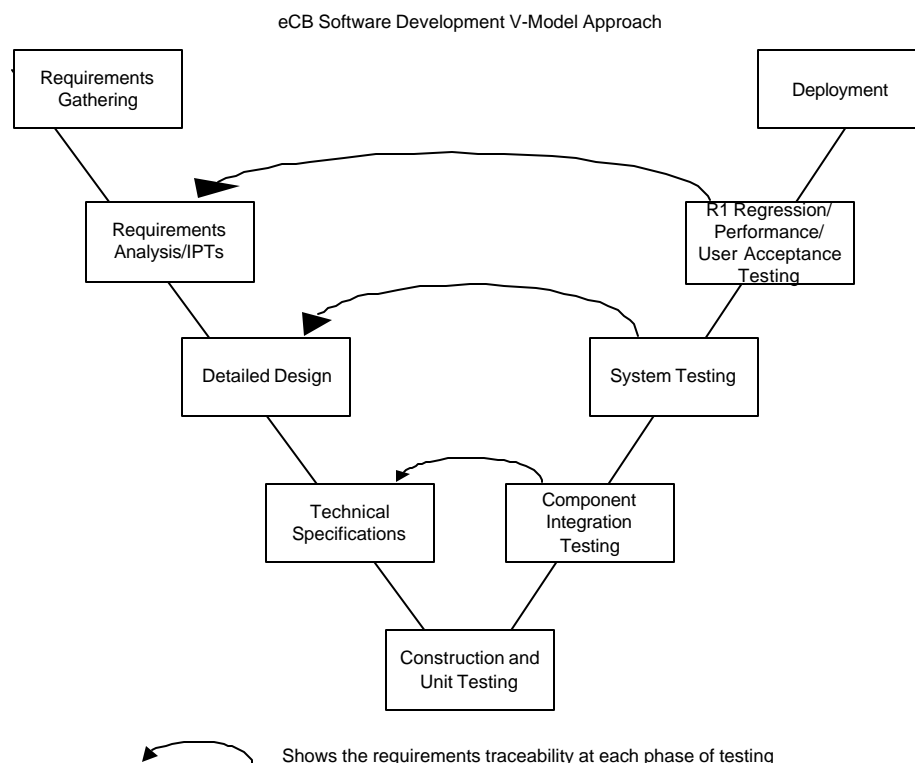 eCB Software Development V-Model Approach
Requirements
Gathering
Deployment
Requirements
Analysis/IPTs
R1 Regression/
Performance/
User Acceptance
Testing
Detailed Design
System Testing
Technical
Specifications
Component
Integration
Testing
Construction and
Unit Testing
Shows the requirements traceability at each phase of testing